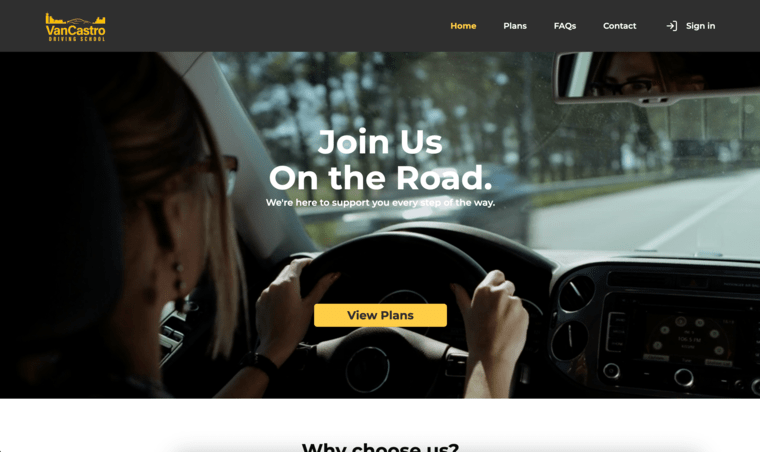 VanCastro
DRIVING SCHOOL
Home Plans FAQs Contact Sign in
Join Us
On the Road.
We're here to support you every step of the way.
View Plans
Why choose us?